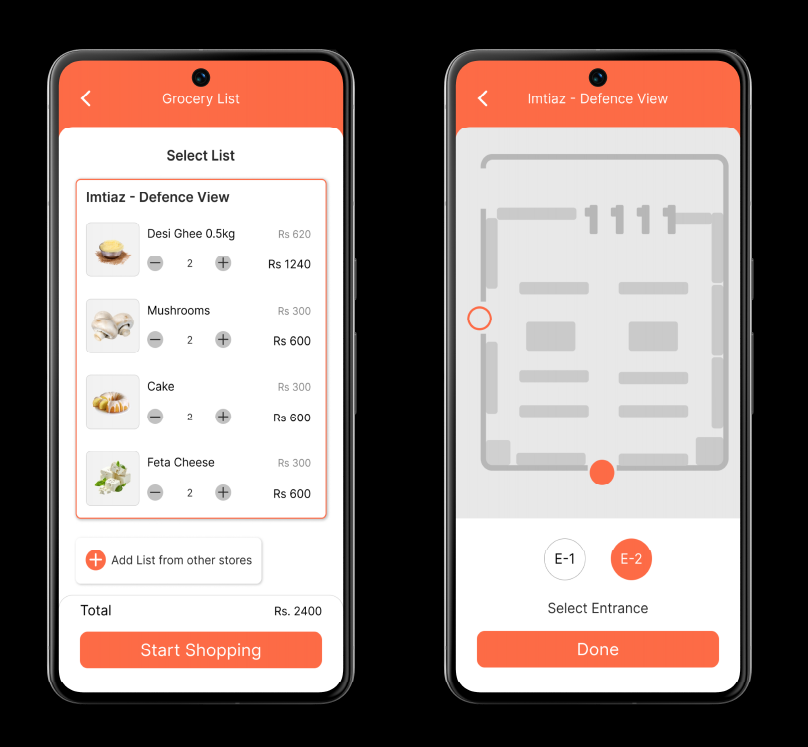 Grocery List
Select List
Imtiaz - Defence View
Desi Ghee 0.5kg
Rs 620
2
Rs 1240
Mushrooms
Rs 300
2
Rs 600
Cake
Rs 300
2
Rs 600
Feta Cheese
Rs 300
2
Rs 600
Add List from other stores
Total
Rs. 2400
Start Shopping
Imtiaz - Defence View
E-1
E-2
Select Entrance
Done